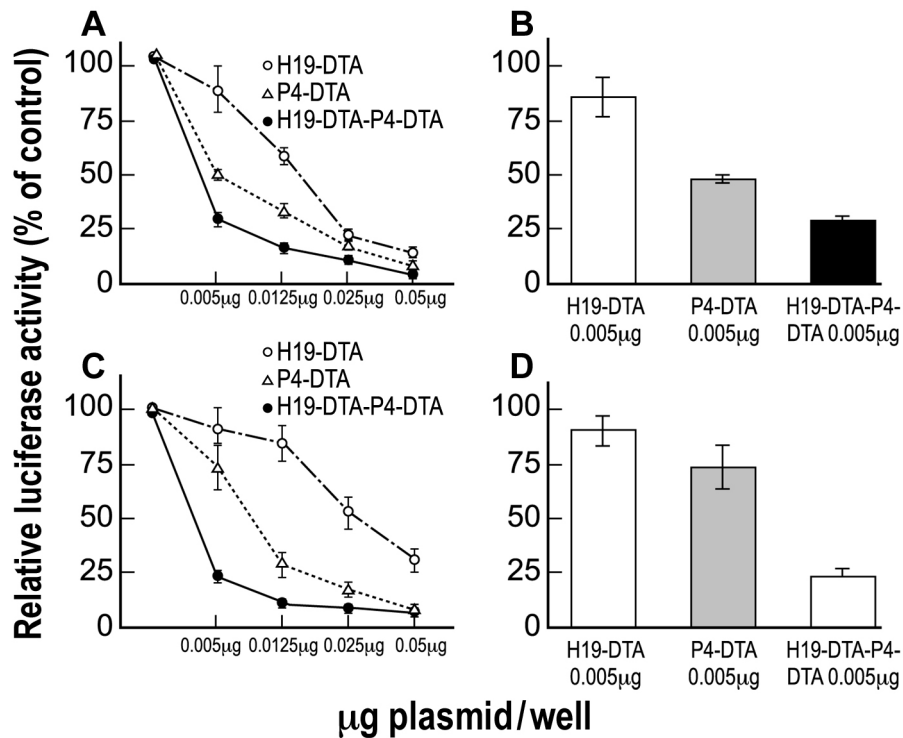 Relative luciferase activity (% of control)
A
100
75
50
25
0
H19-DTA
P4-DTA
H19-DTA-P4-DTA
0.005µg
0.0125µg
0.025µg
0.05µg
B
100
75
50
25
0
H19-DTA
0.005µg
P4-DTA
0.005µg
H19-DTA-P4-
DTA 0.005µg
C
100
75
50
25
0
H19-DTA
P4-DTA
H19-DTA-P4-DTA
0.005µg
0.0125µg
0.025µg
0.05µg
D
100
75
50
25
0
H19-DTA
0.005µg
P4-DTA
0.005µg
H19-DTA-P4-
DTA 0.005µg
µg plasmid/well